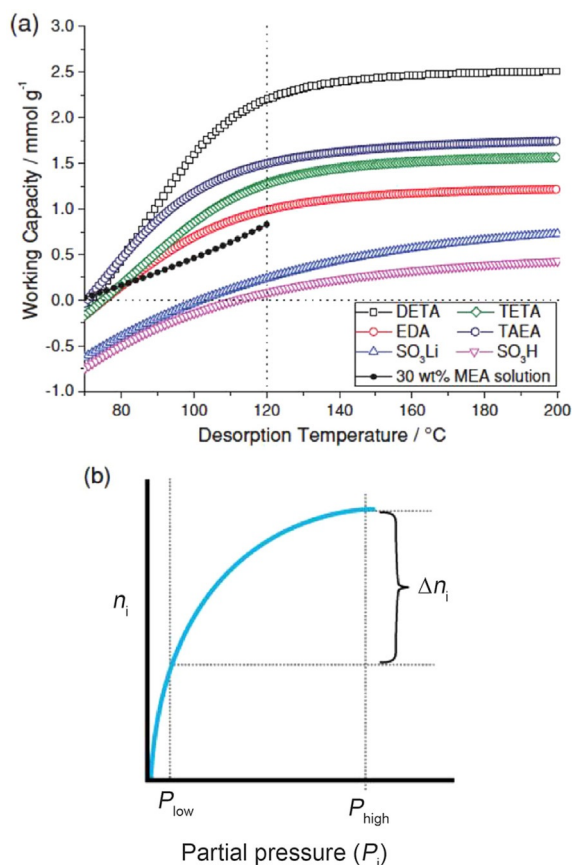 (a)
Working Capacity / mmol g⁻¹
3.0
2.5
2.0
1.5
1.0
0.5
0.0
-0.5
-1.0
DETA TETA
EDA TAEA
SO₃Li SO₃H
30 wt% MEA solution
80 100 120 140 160 180 200
Desorption Temperature / °C
(b)
nᵢ
Δnᵢ
P_low P_high
Partial pressure (Pᵢ)